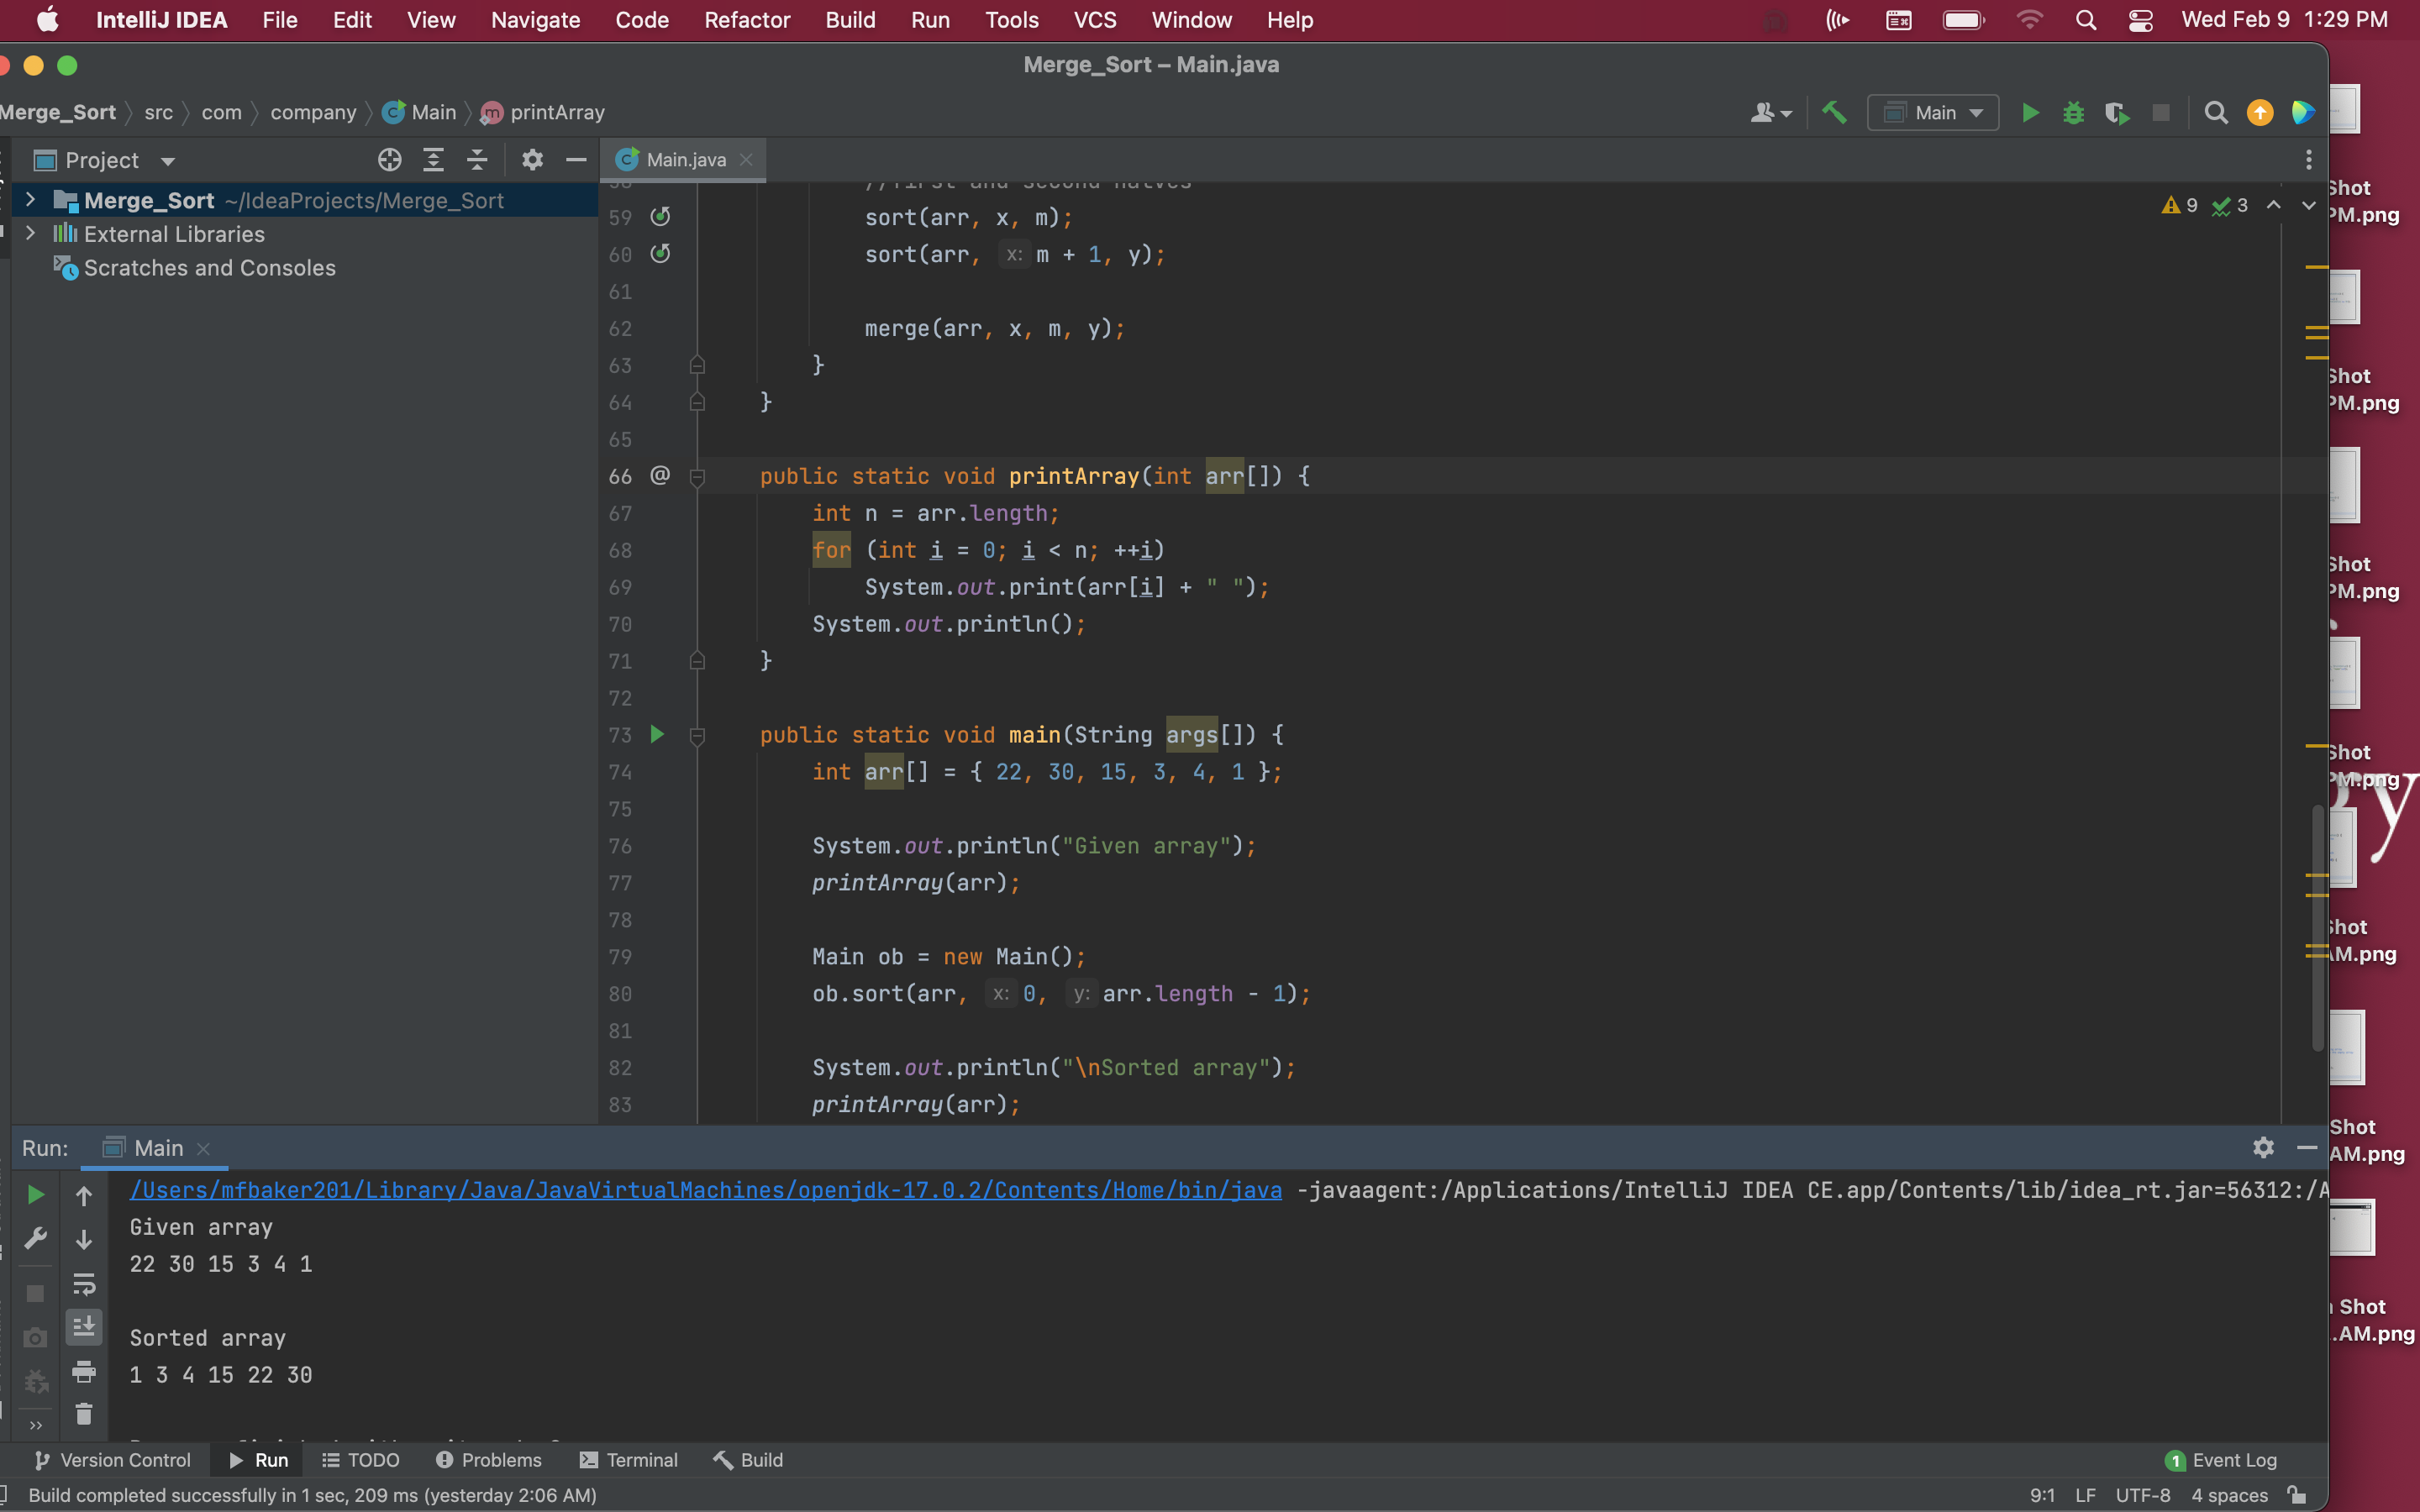 IntelliJ IDEA File Edit View Navigate Code Refactor Build Run Tools VCS Window Help Wed Feb 9 1:29 PM
Merge_Sort – Main.java
Merge_Sort src com company Main printArray Main
Project Main.java
Merge_Sort ~/IdeaProjects/Merge_Sort
External Libraries
Scratches and Consoles
9 3
//first and second halves
59 sort(arr, x, m);
60 sort(arr, x: m + 1, y);
61
62 merge(arr, x, m, y);
63 }
64 }
65
66 @ public static void printArray(int arr[]) {
67 int n = arr.length;
68 for (int i = 0; i < n; ++i)
69 System.out.print(arr[i] + " ");
70 System.out.println();
71 }
72
73 public static void main(String args[]) {
74 int arr[] = { 22, 30, 15, 3, 4, 1 };
75
76 System.out.println("Given array");
77 printArray(arr);
78
79 Main ob = new Main();
80 ob.sort(arr, x: 0, y: arr.length - 1);
81
82 System.out.println("\nSorted array");
83 printArray(arr);
Run: Main
/Users/mfbaker201/Library/Java/JavaVirtualMachines/openjdk-17.0.2/Contents/Home/bin/java -javaagent:/Applications/IntelliJ IDEA CE.app/Contents/lib/idea_rt.jar=56312:/A
Given array
22 30 15 3 4 1
Sorted array
1 3 4 15 22 30
Version Control Run TODO Problems Terminal Build 1 Event Log
Build completed successfully in 1 sec, 209 ms (yesterday 2:06 AM) 9:1 LF UTF-8 4 spaces
Shot
PM.png
Shot
PM.png
Shot
PM.png
Shot
PM.png
y
Shot
AM.png
Shot
AM.png
Shot
.AM.png